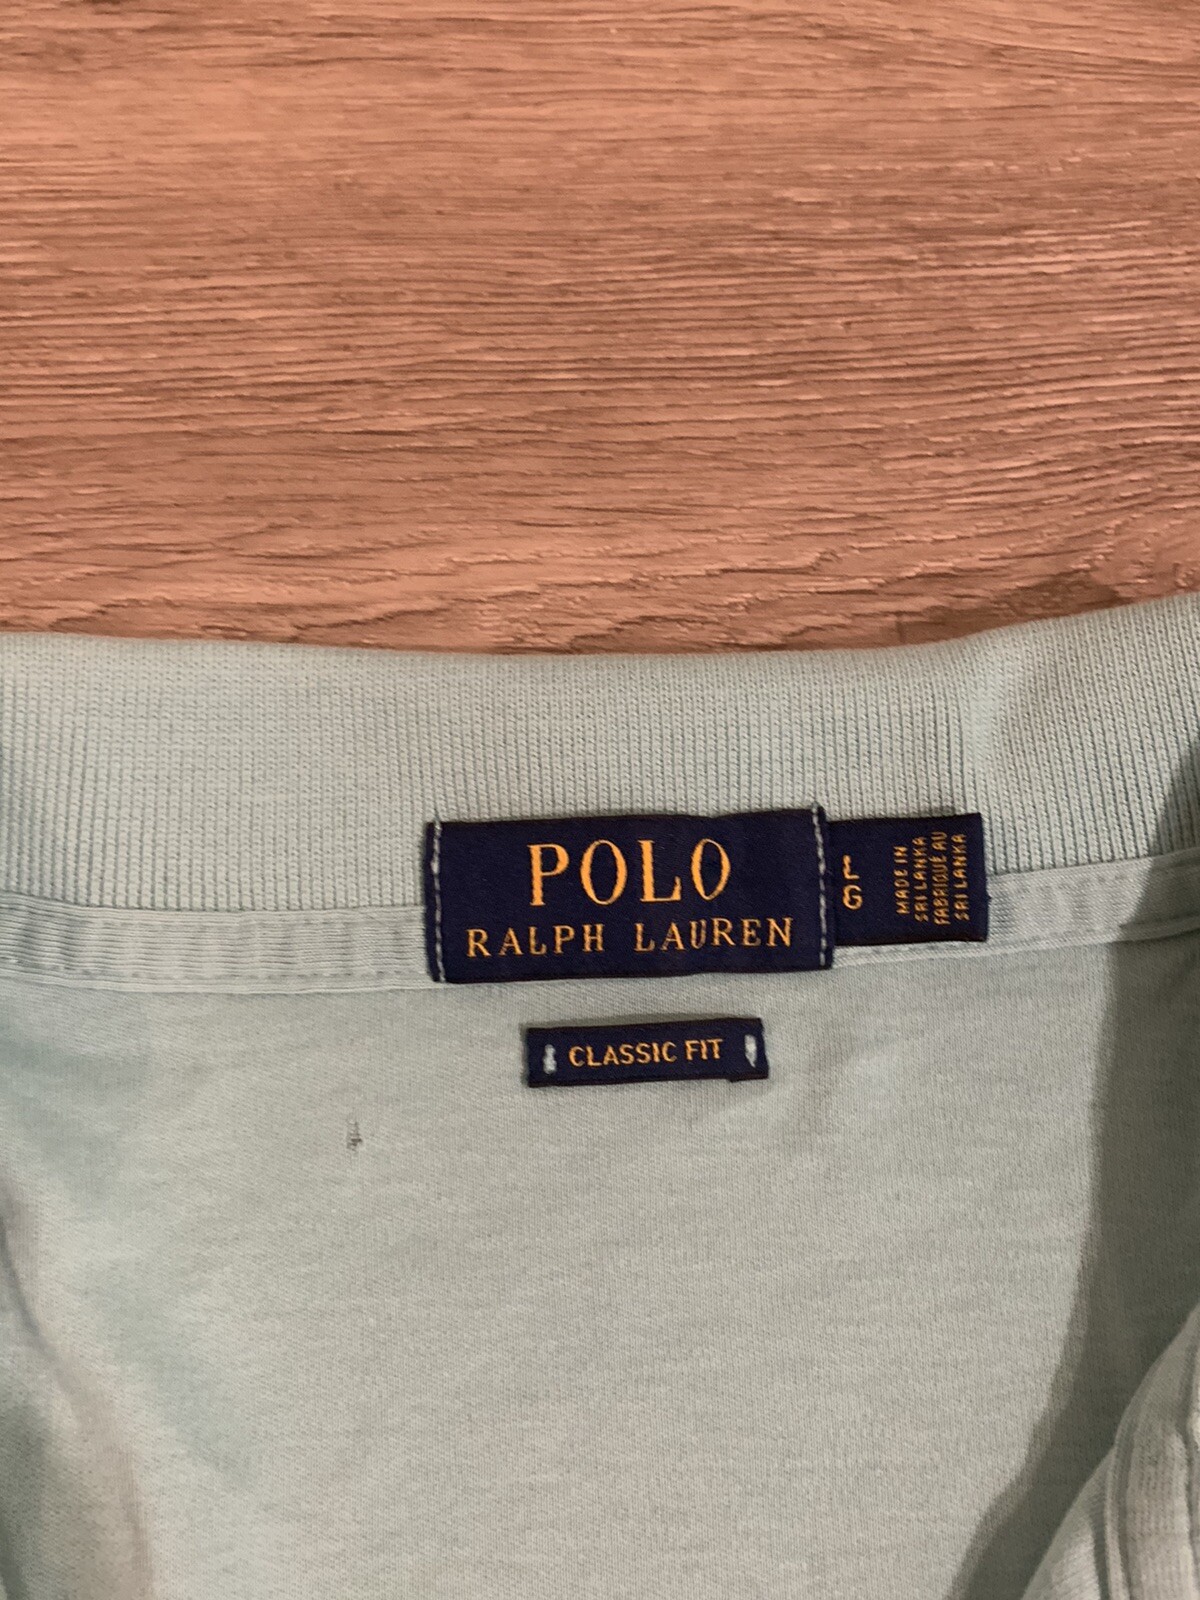 POLO
RALPH LAUREN
L
G
MADE IN
SRI LANKA
FABRIQUÉ AU
SRI LANKA
CLASSIC FIT